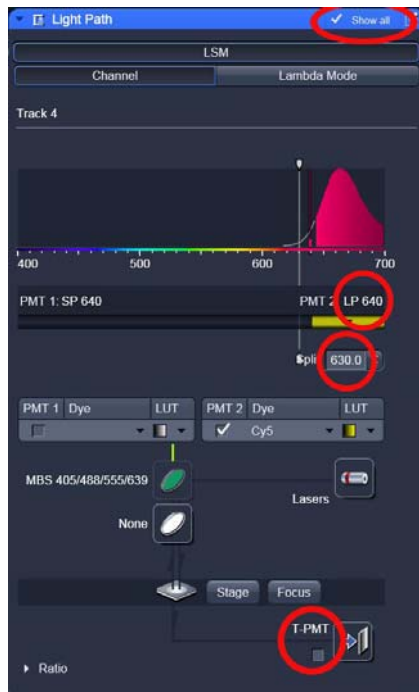 Light Path Show all
LSM
Channel Lambda Mode
Track 4
400 500 600 700
PMT 1: SP 640 PMT 2 LP 640
Split 630.0
PMT 1 Dye LUT PMT 2 Dye LUT
Cy5
MBS 405/488/555/639
Lasers
None
Stage Focus
T-PMT
Ratio